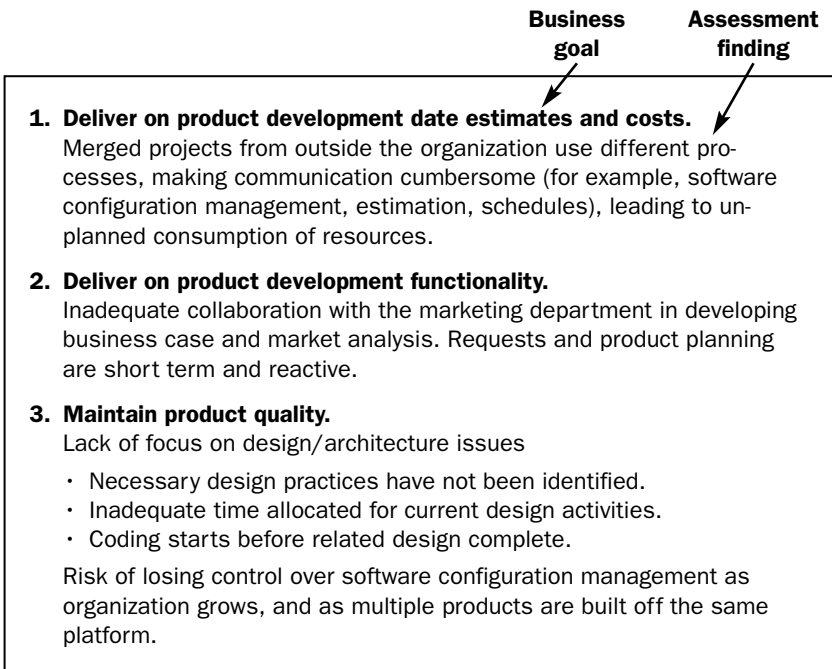 Business Assessment
goal finding
1. Deliver on product development date estimates and costs.
Merged projects from outside the organization use different pro-
cesses, making communication cumbersome (for example, software
configuration management, estimation, schedules), leading to un-
planned consumption of resources.
2. Deliver on product development functionality.
Inadequate collaboration with the marketing department in developing
business case and market analysis. Requests and product planning
are short term and reactive.
3. Maintain product quality.
Lack of focus on design/architecture issues
· Necessary design practices have not been identified.
· Inadequate time allocated for current design activities.
· Coding starts before related design complete.
Risk of losing control over software configuration management as
organization grows, and as multiple products are built off the same
platform.